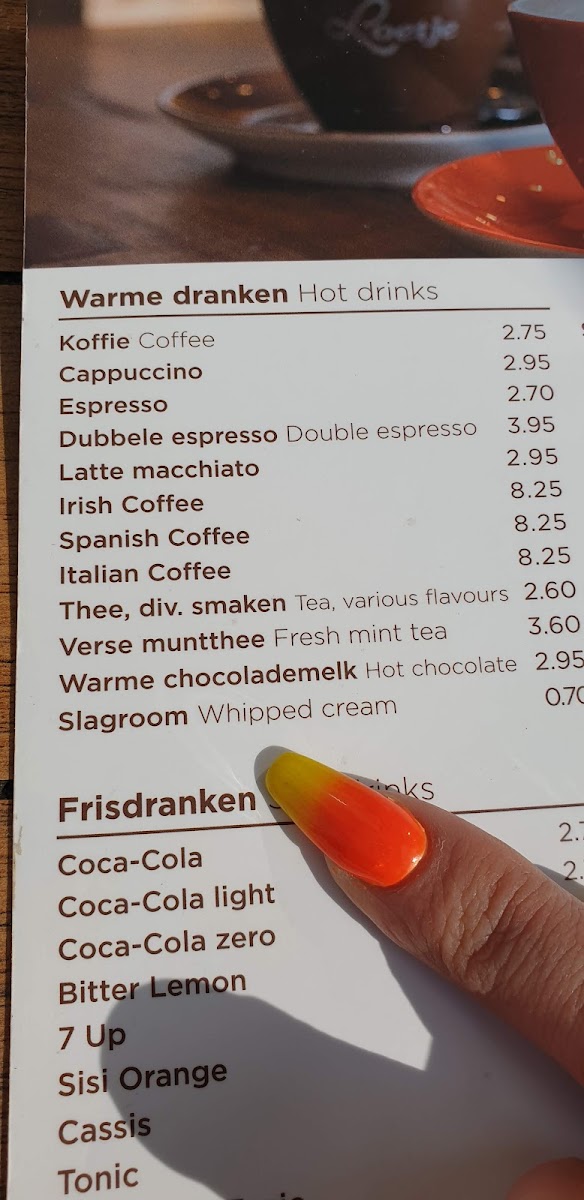 Loetje
Warme dranken Hot drinks
Koffie Coffee 2.75
Cappuccino 2.95
Espresso 2.70
Dubbele espresso Double espresso 3.95
Latte macchiato 2.95
Irish Coffee 8.25
Spanish Coffee 8.25
Italian Coffee 8.25
Thee, div. smaken Tea, various flavours 2.60
Verse muntthee Fresh mint tea 3.60
Warme chocolademelk Hot chocolate 2.95
Slagroom Whipped cream 0.70
Frisdranken
Coca-Cola
Coca-Cola light
Coca-Cola zero
Bitter Lemon
7 Up
Sisi Orange
Cassis
Tonic